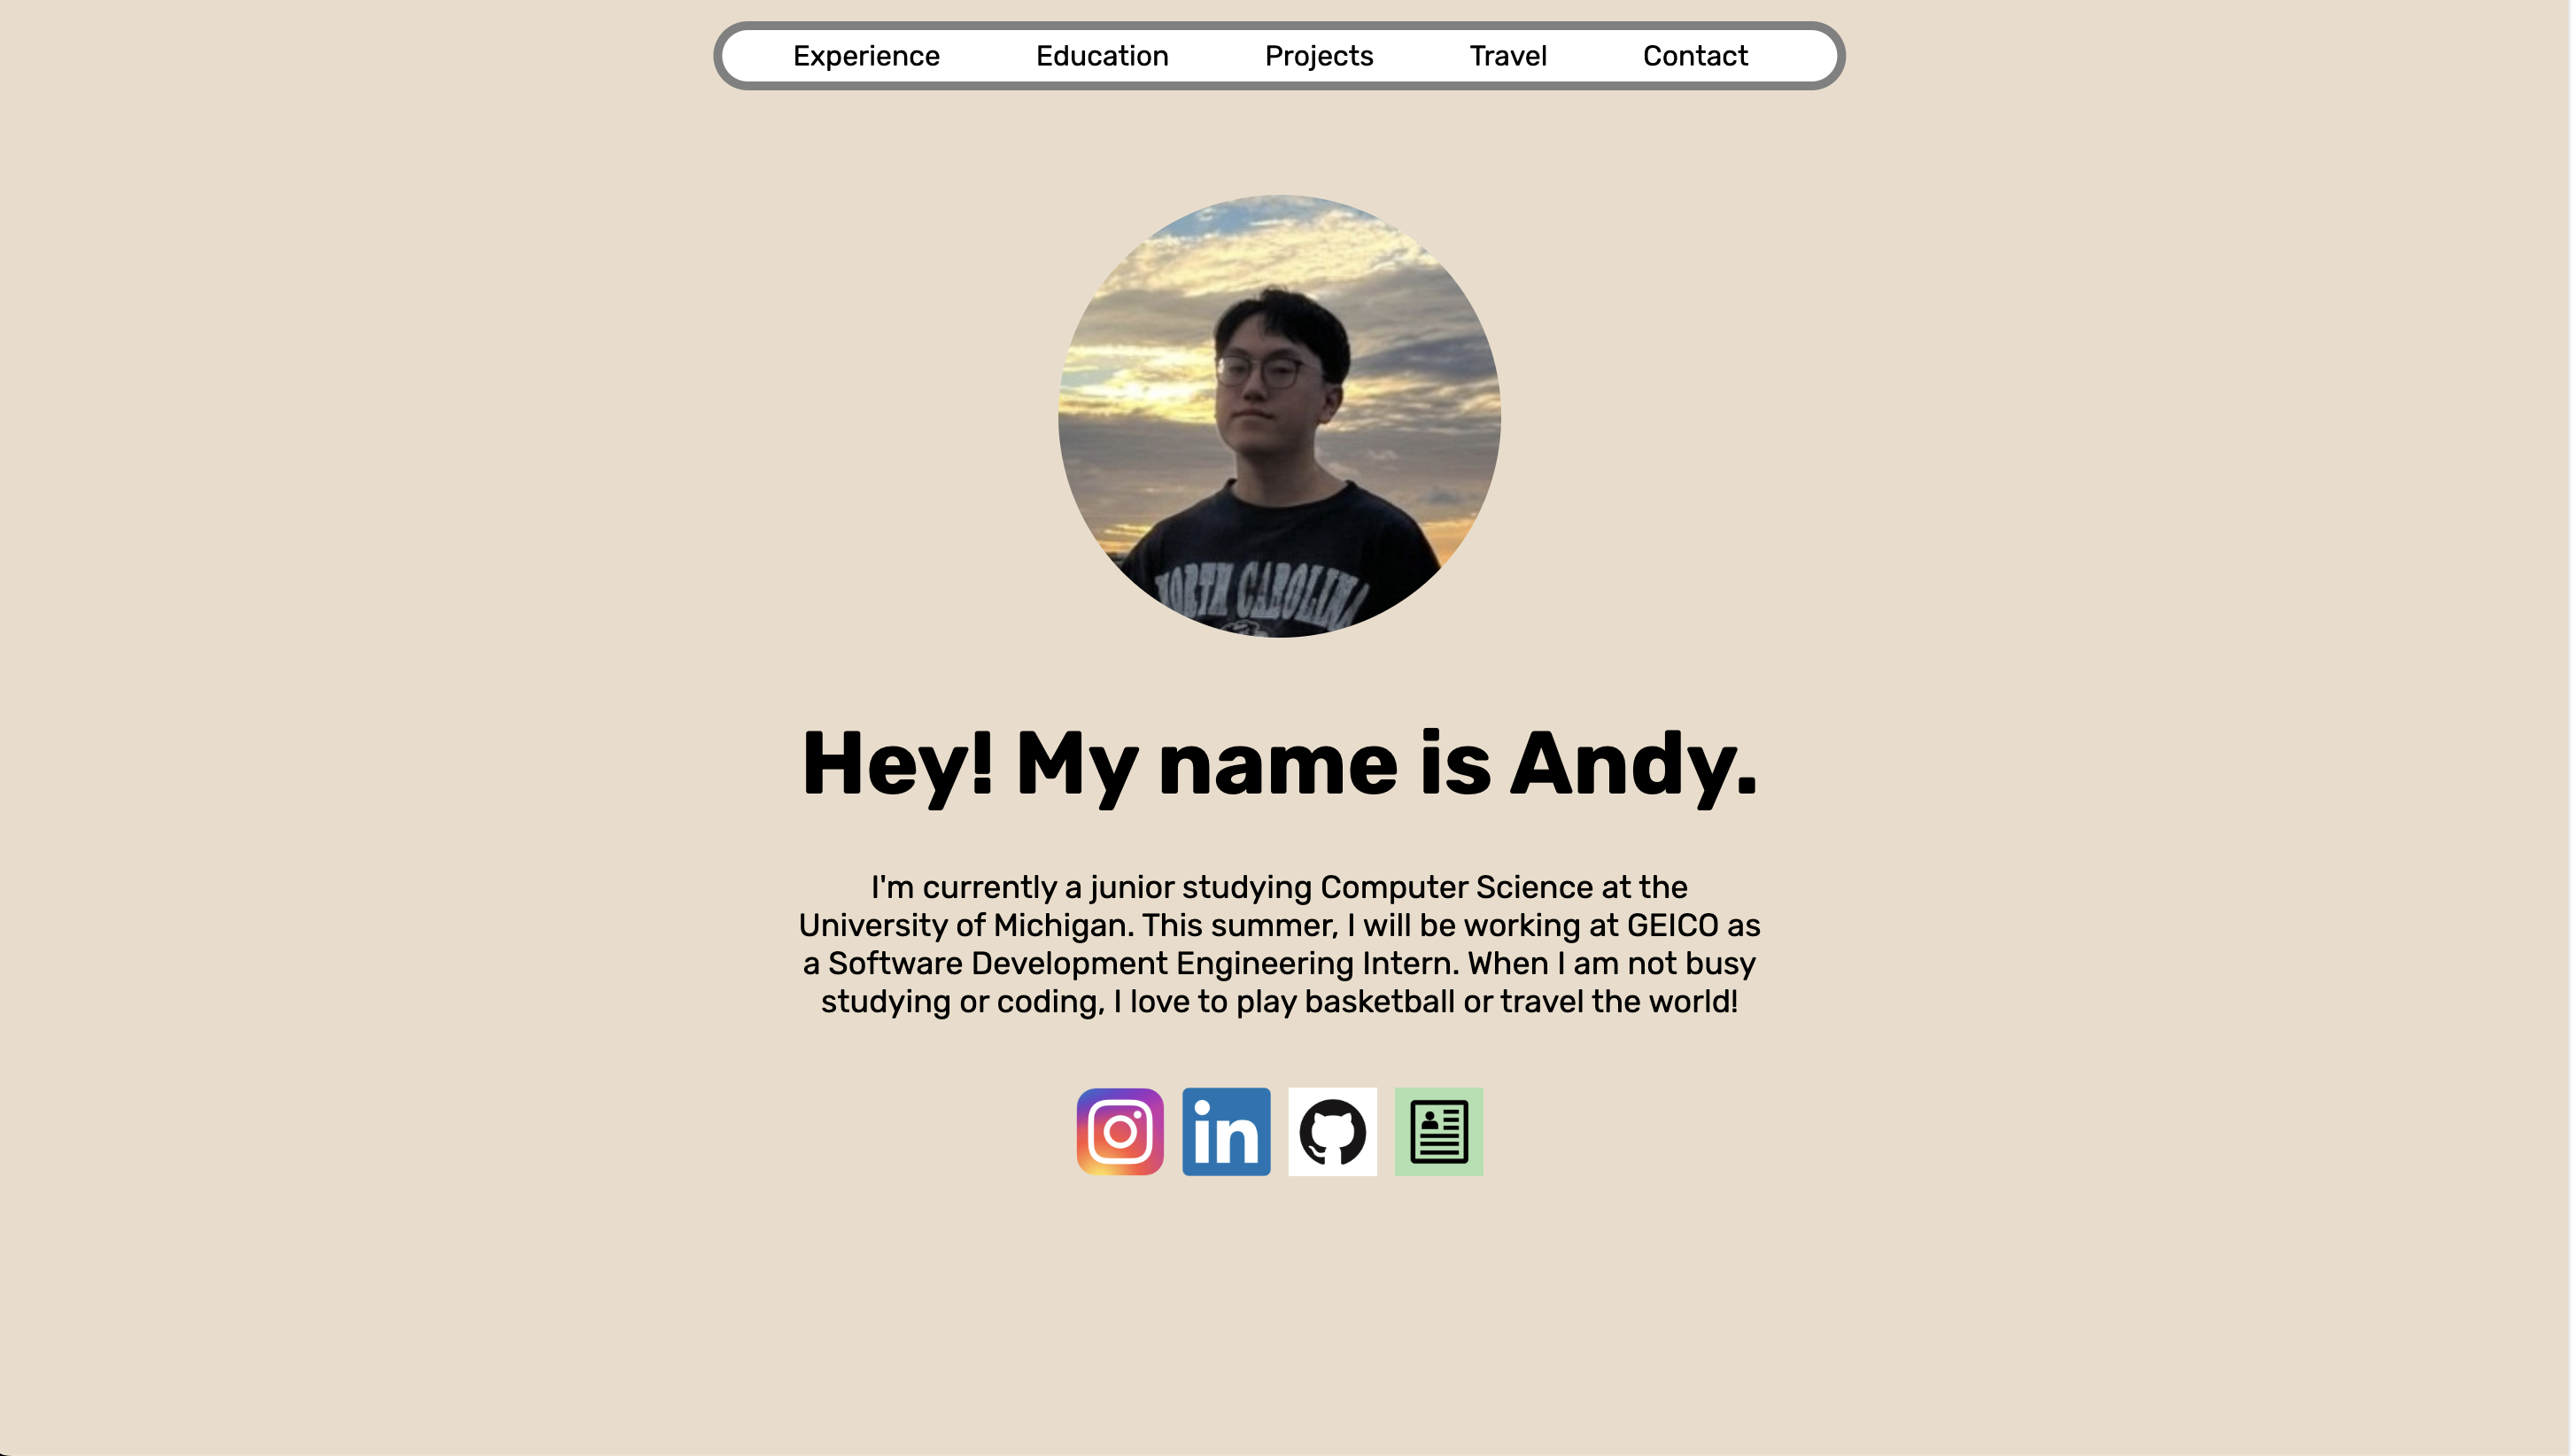 Experience Education Projects Travel Contact
NORTH CAROLINA
Hey! My name is Andy.
I'm currently a junior studying Computer Science at the
University of Michigan. This summer, I will be working at GEICO as
a Software Development Engineering Intern. When I am not busy
studying or coding, I love to play basketball or travel the world!
in